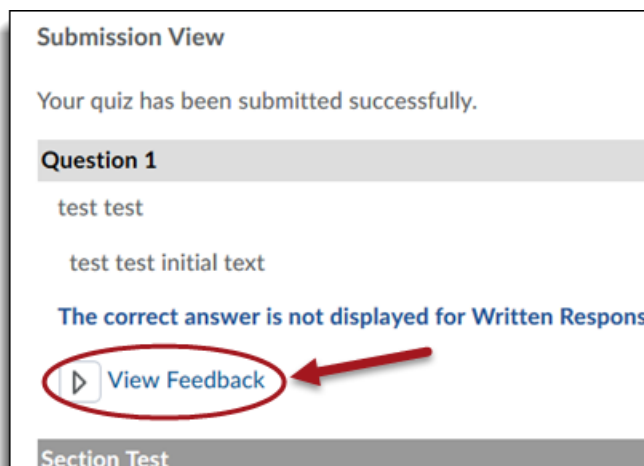 Submission View
Your quiz has been submitted successfully.
Question 1
test test
test test initial text
The correct answer is not displayed for Written Respons
View Feedback
Section Test